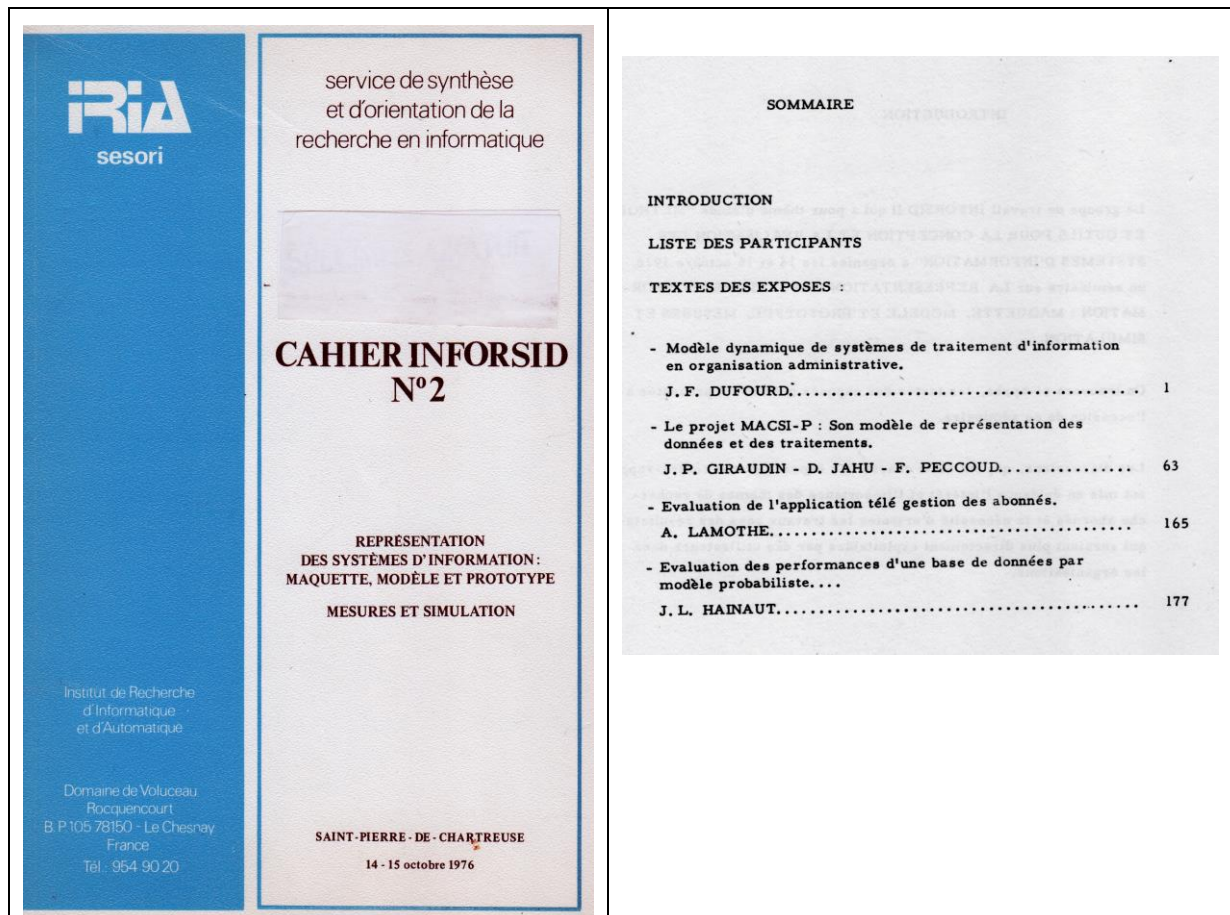 iRiA
sesori
service de synthèse
et d'orientation de la
recherche en informatique
CAHIER INFORSID
N°2
REPRÉSENTATION
DES SYSTÈMES D'INFORMATION :
MAQUETTE, MODÈLE ET PROTOTYPE
MESURES ET SIMULATION
Institut de Recherche
d'Informatique
et d'Automatique
Domaine de Voluceau
Rocquencourt
B. P. 105 78150 - Le Chesnay
France
Tél. : 954 90 20
SAINT-PIERRE-DE-CHARTREUSE
14 - 15 octobre 1976
SOMMAIRE
INTRODUCTION
LISTE DES PARTICIPANTS
TEXTES DES EXPOSES :
- Modèle dynamique de systèmes de traitement d'information
en organisation administrative.
J. F. DUFOURD........................................ 1
- Le projet MACSI-P : Son modèle de représentation des
données et des traitements.
J. P. GIRAUDIN - D. JAHU - F. PECCOUD............... 63
- Evaluation de l'application télé gestion des abonnés.
A. LAMOTHE.......................................... 165
- Evaluation des performances d'une base de données par
modèle probabiliste....
J. L. HAINAUT......................................... 177